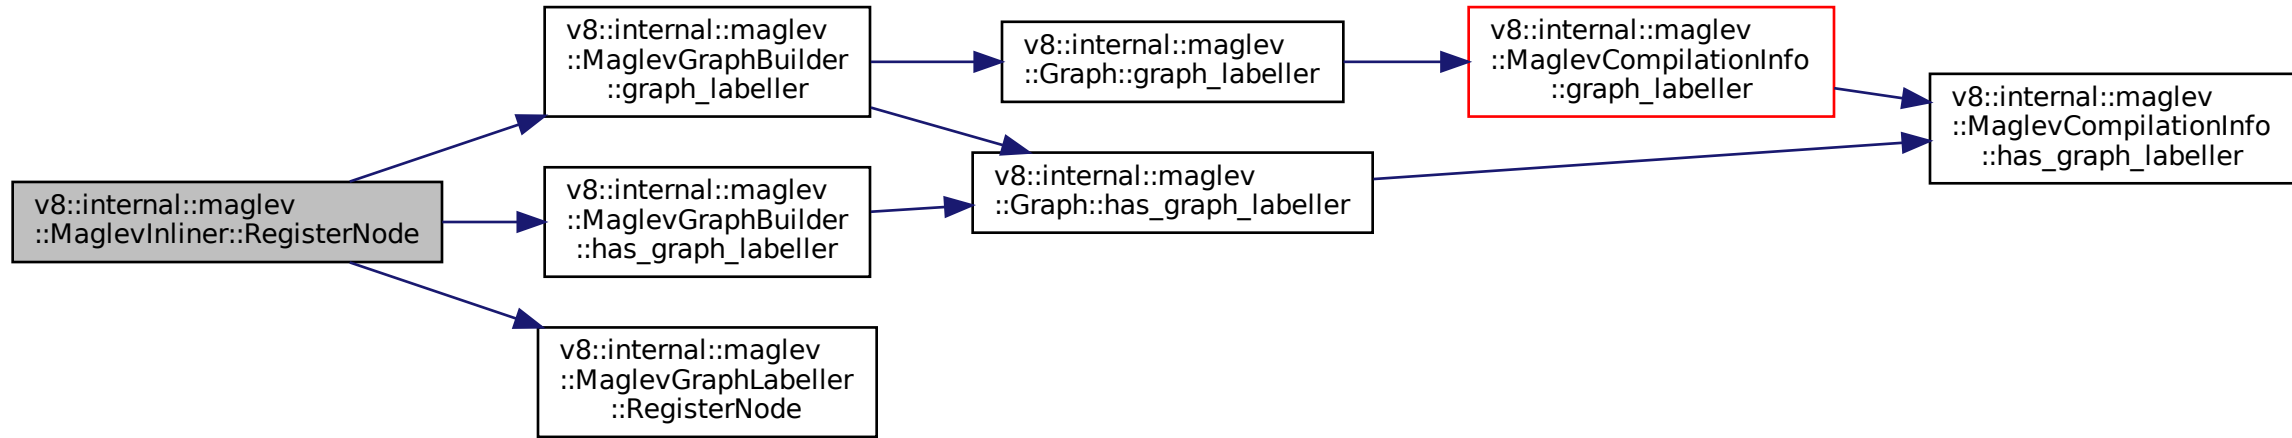 v8::internal::maglev
::MaglevInliner::RegisterNode
v8::internal::maglev
::MaglevGraphBuilder
::graph_labeller
v8::internal::maglev
::MaglevGraphBuilder
::has_graph_labeller
v8::internal::maglev
::MaglevGraphLabeller
::RegisterNode
v8::internal::maglev
::Graph::graph_labeller
v8::internal::maglev
::Graph::has_graph_labeller
v8::internal::maglev
::MaglevCompilationInfo
::graph_labeller
v8::internal::maglev
::MaglevCompilationInfo
::has_graph_labeller